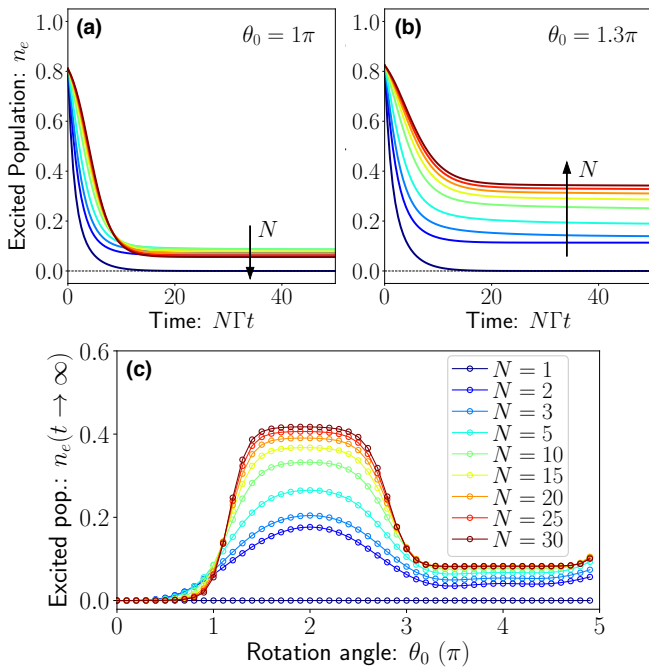 (a)
θ₀ = 1π
(b)
θ₀ = 1.3π
Excited Population: nₑ
1.0
0.8
0.6
0.4
0.2
0.0
N
N
0 20 40
0 20 40
Time: NΓt
Time: NΓt
1.0
0.8
0.6
0.4
0.2
0.0
(c)
Excited pop.: nₑ(t → ∞)
0.6
0.4
0.2
0.0
N = 1
N = 2
N = 3
N = 5
N = 10
N = 15
N = 20
N = 25
N = 30
0 1 2 3 4 5
Rotation angle: θ₀ (π)